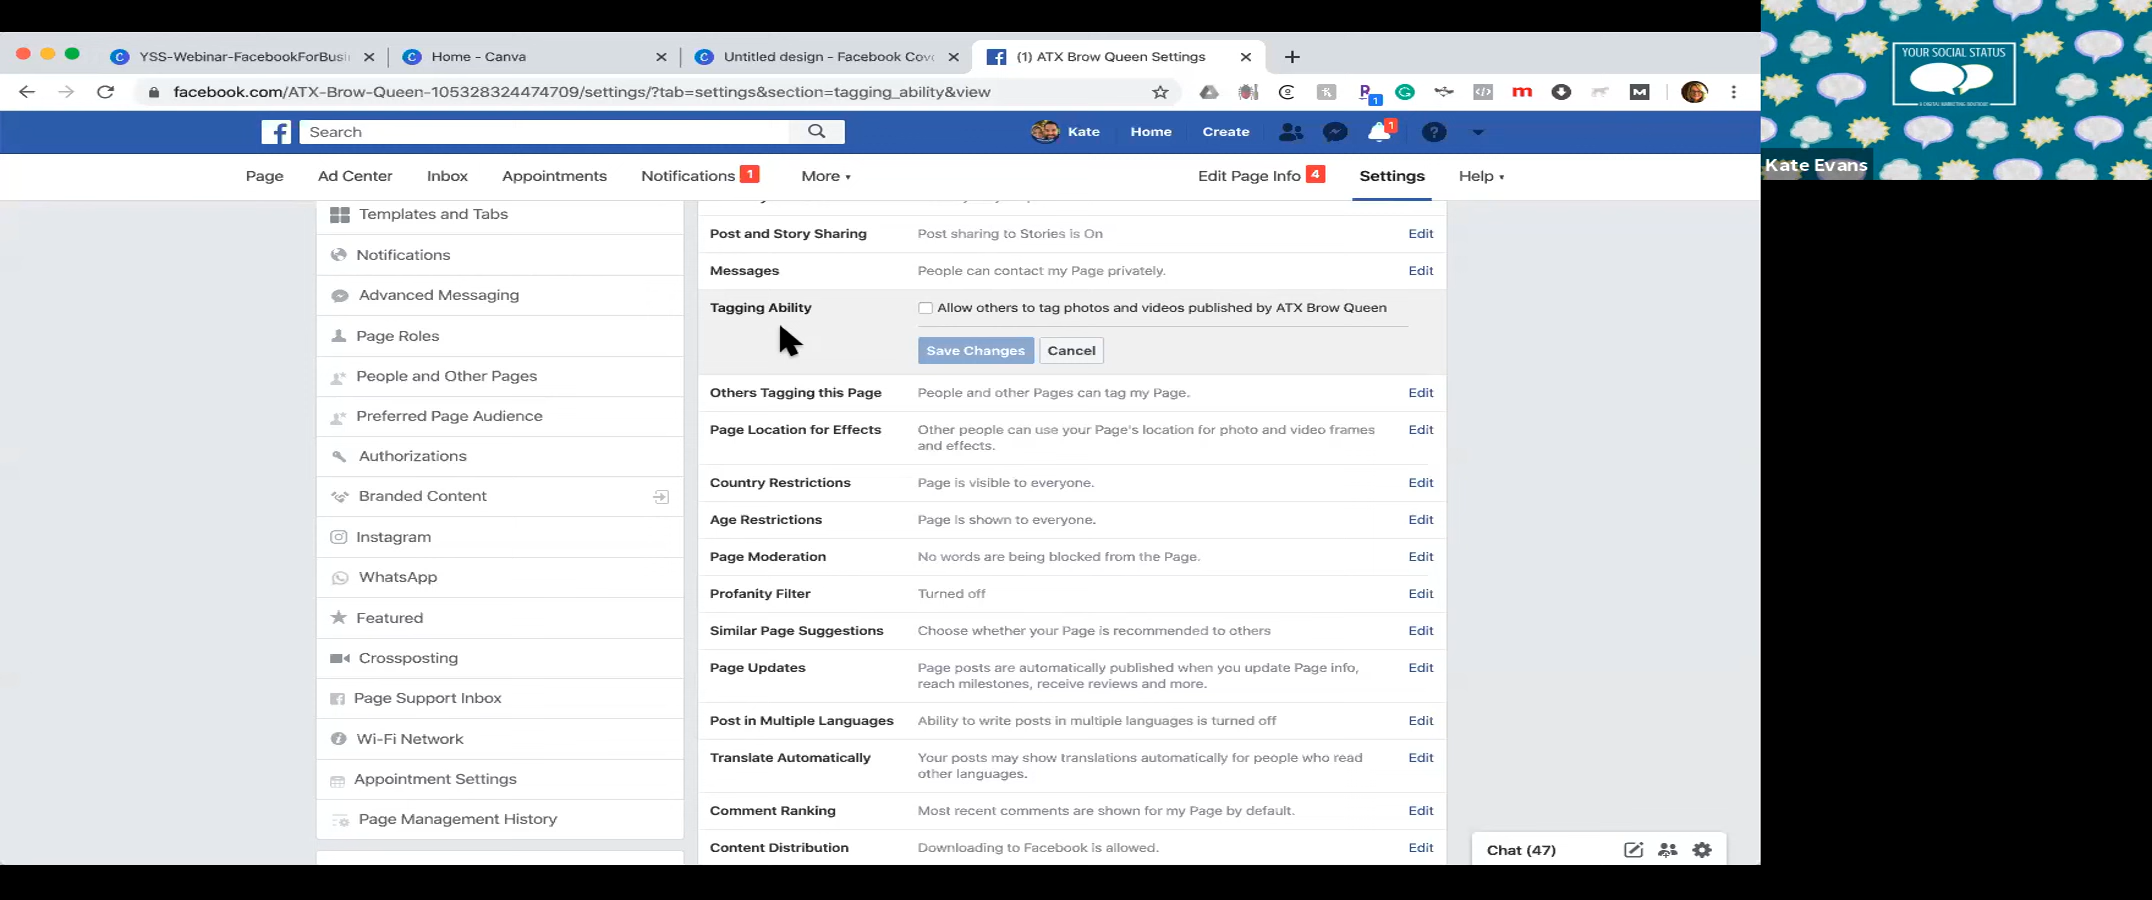 YSS-Webinar-FacebookForBusi
Home - Canva
Untitled design - Facebook Cov
(1) ATX Brow Queen Settings
facebook.com/ATX-Brow-Queen-105328324474709/settings/?tab=settings&section=tagging_ability&view
YOUR SOCIAL STATUS
Kate Evans
Search
Kate
Home
Create
1
Page
Ad Center
Inbox
Appointments
Notifications 1
More
Edit Page Info 4
Settings
Help
Templates and Tabs
Notifications
Advanced Messaging
Page Roles
People and Other Pages
Preferred Page Audience
Authorizations
Branded Content
Instagram
WhatsApp
Featured
Crossposting
Page Support Inbox
Wi-Fi Network
Appointment Settings
Page Management History
Post and Story Sharing Post sharing to Stories is On Edit
Messages People can contact my Page privately. Edit
Tagging Ability Allow others to tag photos and videos published by ATX Brow Queen
Save Changes Cancel
Others Tagging this Page People and other Pages can tag my Page. Edit
Page Location for Effects Other people can use your Page's location for photo and video frames Edit
and effects.
Country Restrictions Page is visible to everyone. Edit
Age Restrictions Page is shown to everyone. Edit
Page Moderation No words are being blocked from the Page. Edit
Profanity Filter Turned off Edit
Similar Page Suggestions Choose whether your Page is recommended to others Edit
Page Updates Page posts are automatically published when you update Page info, Edit
reach milestones, receive reviews and more.
Post in Multiple Languages Ability to write posts in multiple languages is turned off Edit
Translate Automatically Your posts may show translations automatically for people who read Edit
other languages.
Comment Ranking Most recent comments are shown for my Page by default. Edit
Content Distribution Downloading to Facebook is allowed. Edit
Chat (47)